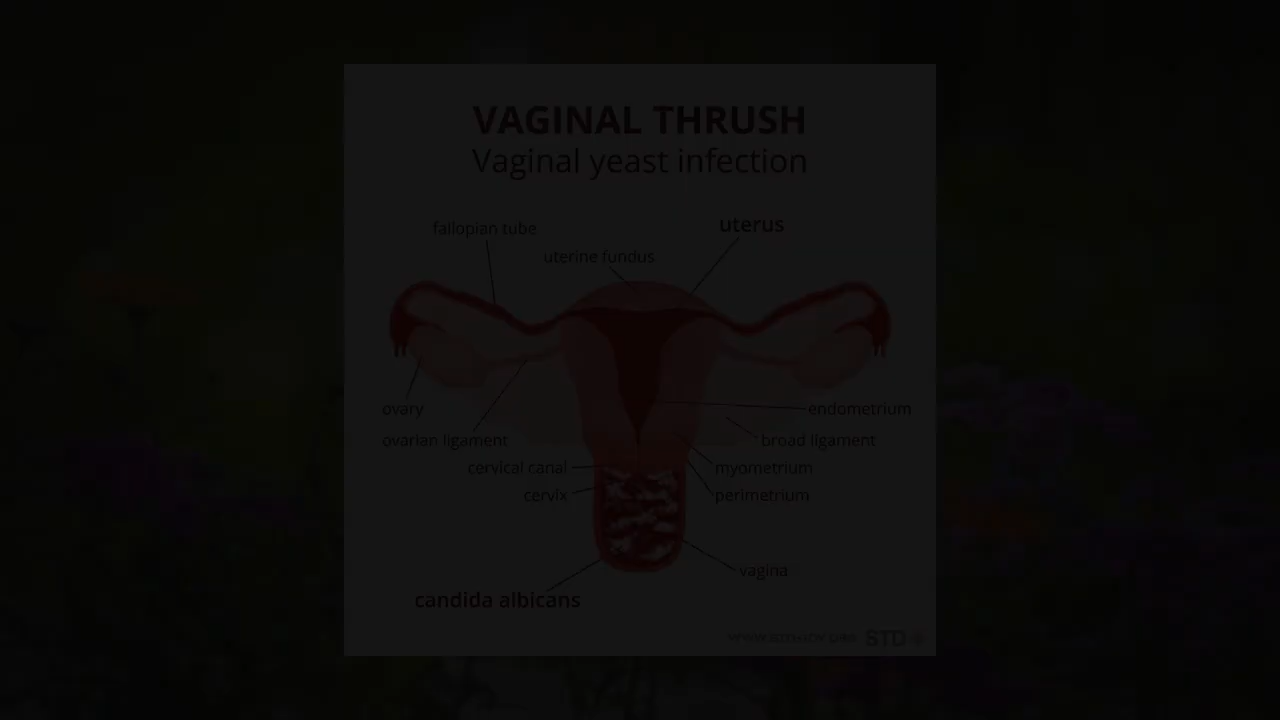 VAGINAL THRUSH
Vaginal yeast infection
fallopian tube
uterus
uterine fundus
ovary
endometrium
ovarian ligament
broad ligament
cervical canal
myometrium
cervix
perimetrium
vagina
candida albicans
STD